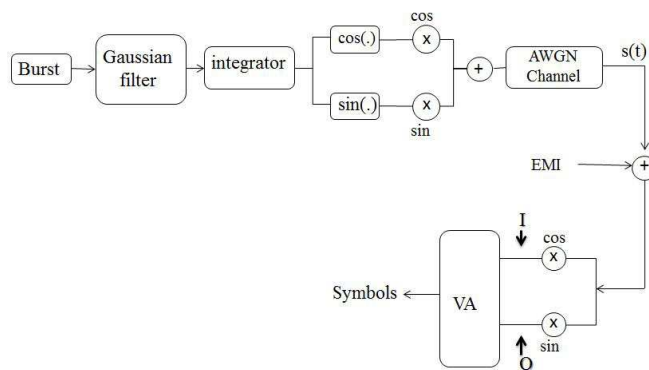 Burst
Gaussian
filter
integrator
cos(.)
sin(.)
cos
x
x
sin
+
AWGN
Channel
s(t)
EMI
+
I
cos
x
Symbols
VA
x
sin
Q